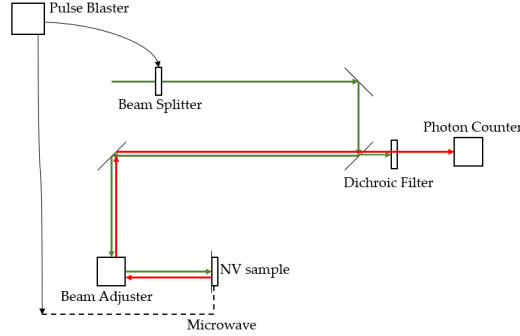 Pulse Blaster
Beam Splitter
Photon Counter
Dichroic Filter
NV sample
Beam Adjuster
Microwave